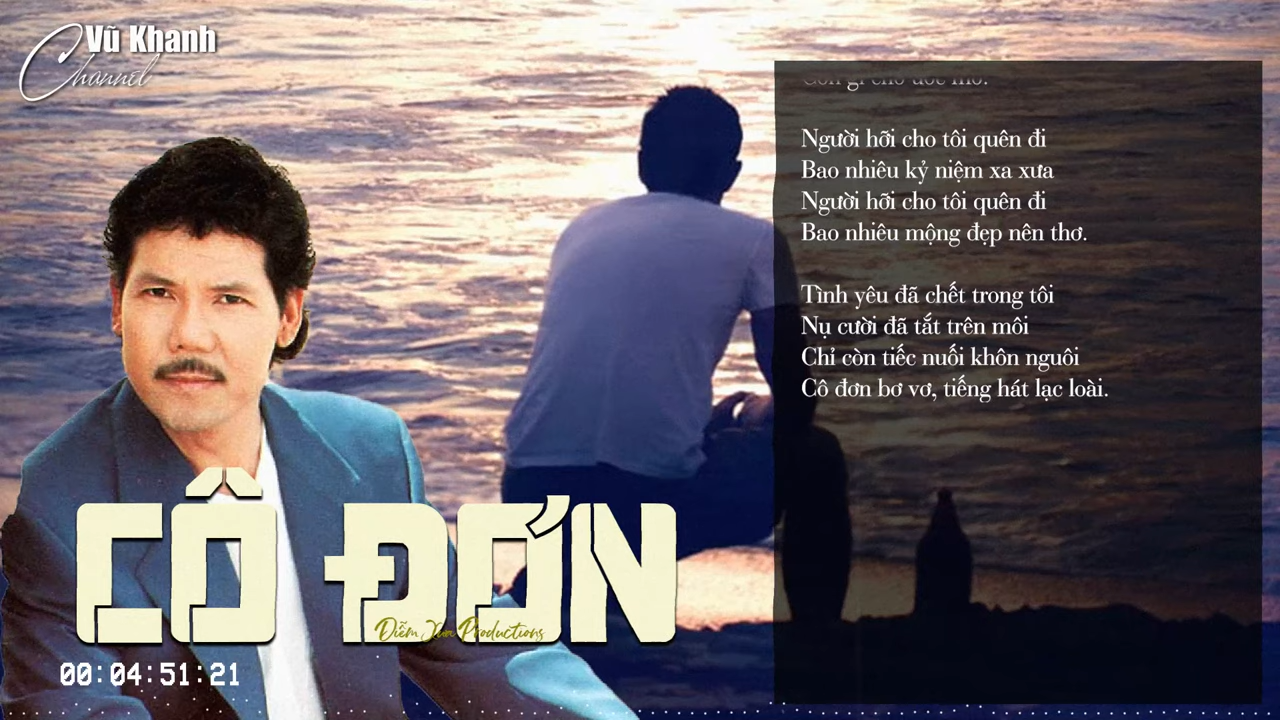 Vũ Khanh
Channel
Người hỡi cho tôi quên đi
Bao nhiêu kỷ niệm xa xưa
Người hỡi cho tôi quên đi
Bao nhiêu mộng đẹp nên thơ.
Tình yêu đã chết trong tôi
Nụ cười đã tắt trên môi
Chỉ còn tiếc nuối khôn nguôi
Cô đơn bơ vơ, tiếng hát lạc loài.
CÔ ĐƠN
Diễm Xưa Productions
00:04:51:21